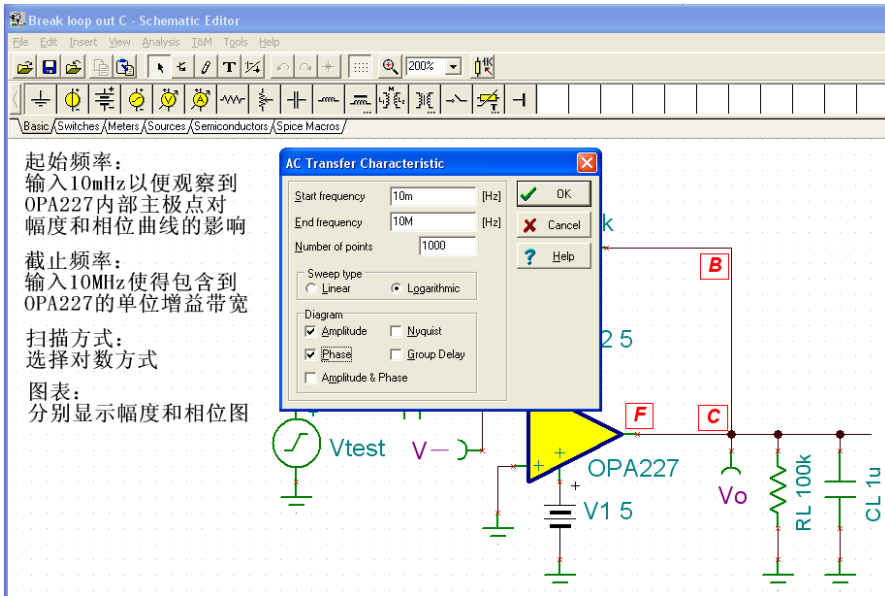 Break loop out C - Schematic Editor
File Edit Insert View Analysis T&M Tools Help
200%
Basic Switches Meters Sources Semiconductors Spice Macros
起始频率：
输入10mHz以便观察到
OPA227内部主极点对
幅度和相位曲线的影响
截止频率：
输入10MHz使得包含到
OPA227的单位增益带宽
扫描方式：
选择对数方式
图表：
分别显示幅度和相位图
AC Transfer Characteristic
Start frequency 10m [Hz]
End frequency 10M [Hz]
Number of points 1000
Sweep type
Linear Logarithmic
Diagram
Amplitude Nyquist
Phase Group Delay
Amplitude & Phase
OK
Cancel
? Help
k
B
2 5
F
C
Vtest
V−
OPA227
+
V1 5
Vo
RL 100k
CL 1u